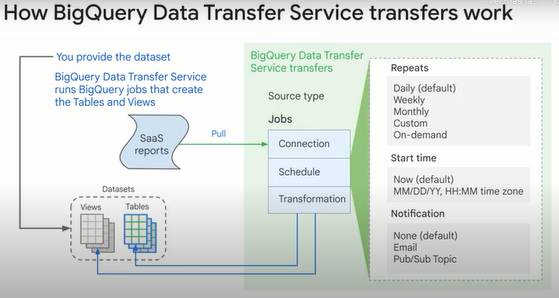 How BigQuery Data Transfer Service transfers work
You provide the dataset
BigQuery Data Transfer Service
runs BigQuery jobs that create
the Tables and Views
SaaS
reports
Pull
Datasets
Views
Tables
BigQuery Data Transfer
Service transfers
Source type
Jobs
Connection
Schedule
Transformation
Repeats
Daily (default)
Weekly
Monthly
Custom
On-demand
Start time
Now (default)
MM/DD/YY, HH:MM time zone
Notification
None (default)
Email
Pub/Sub Topic